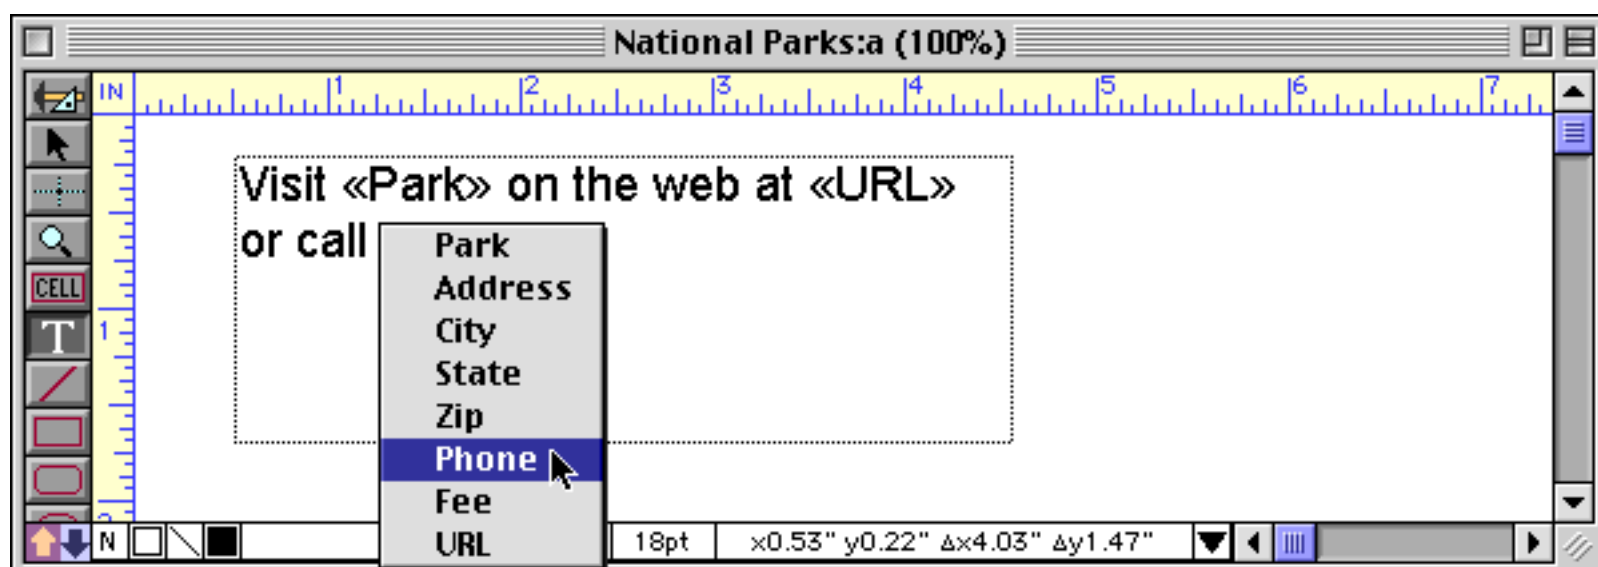 National Parks:a (100%)
IN 1 2 3 4 5 6 7
Visit «Park» on the web at «URL»
or call
Park
Address
City
State
Zip
Phone
Fee
URL
CELL
T
1
2
N
18pt
x0.53" y0.22" Δx4.03" Δy1.47"